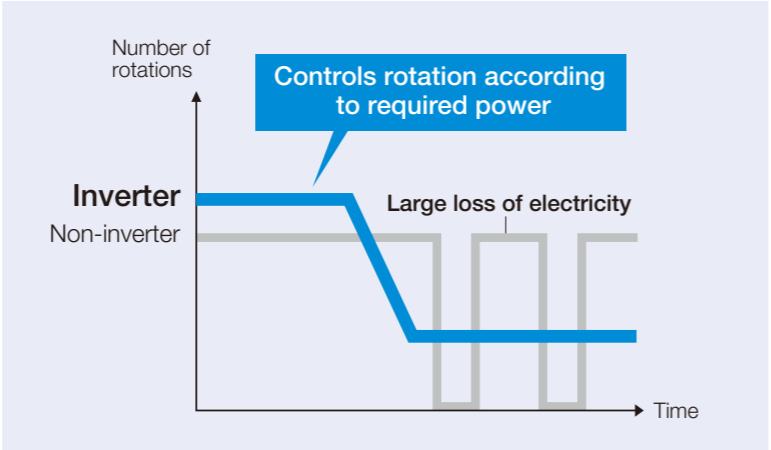 Number of
rotations
Controls rotation according
to required power
Inverter
Large loss of electricity
Non-inverter
Time